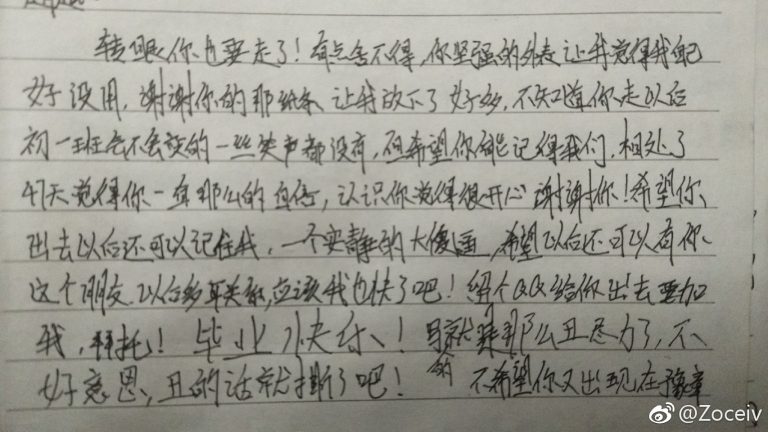 转眼你也要走了！有点舍不得，你坚强的外表让我觉得我自己
好没用，谢谢你的那纸条让我放下了好多，不知道你走以后
初一班会不会变的一些笑声都没有，但希望你能记得我们，相处了
47天觉得你一直那么的自信，认识你觉得很开心谢谢你！希望你
出去以后还可以记住我，一个安静的大傻逼，希望以后还可以有你
这个朋友，以后多联系，应该我也快了吧！留个QQ给你出去要加
我，拜托！毕业快乐！字就是那么丑尽力了，不
好意思，丑的话就撕了吧！ 不希望你又出现在豫章
@Zoceiv